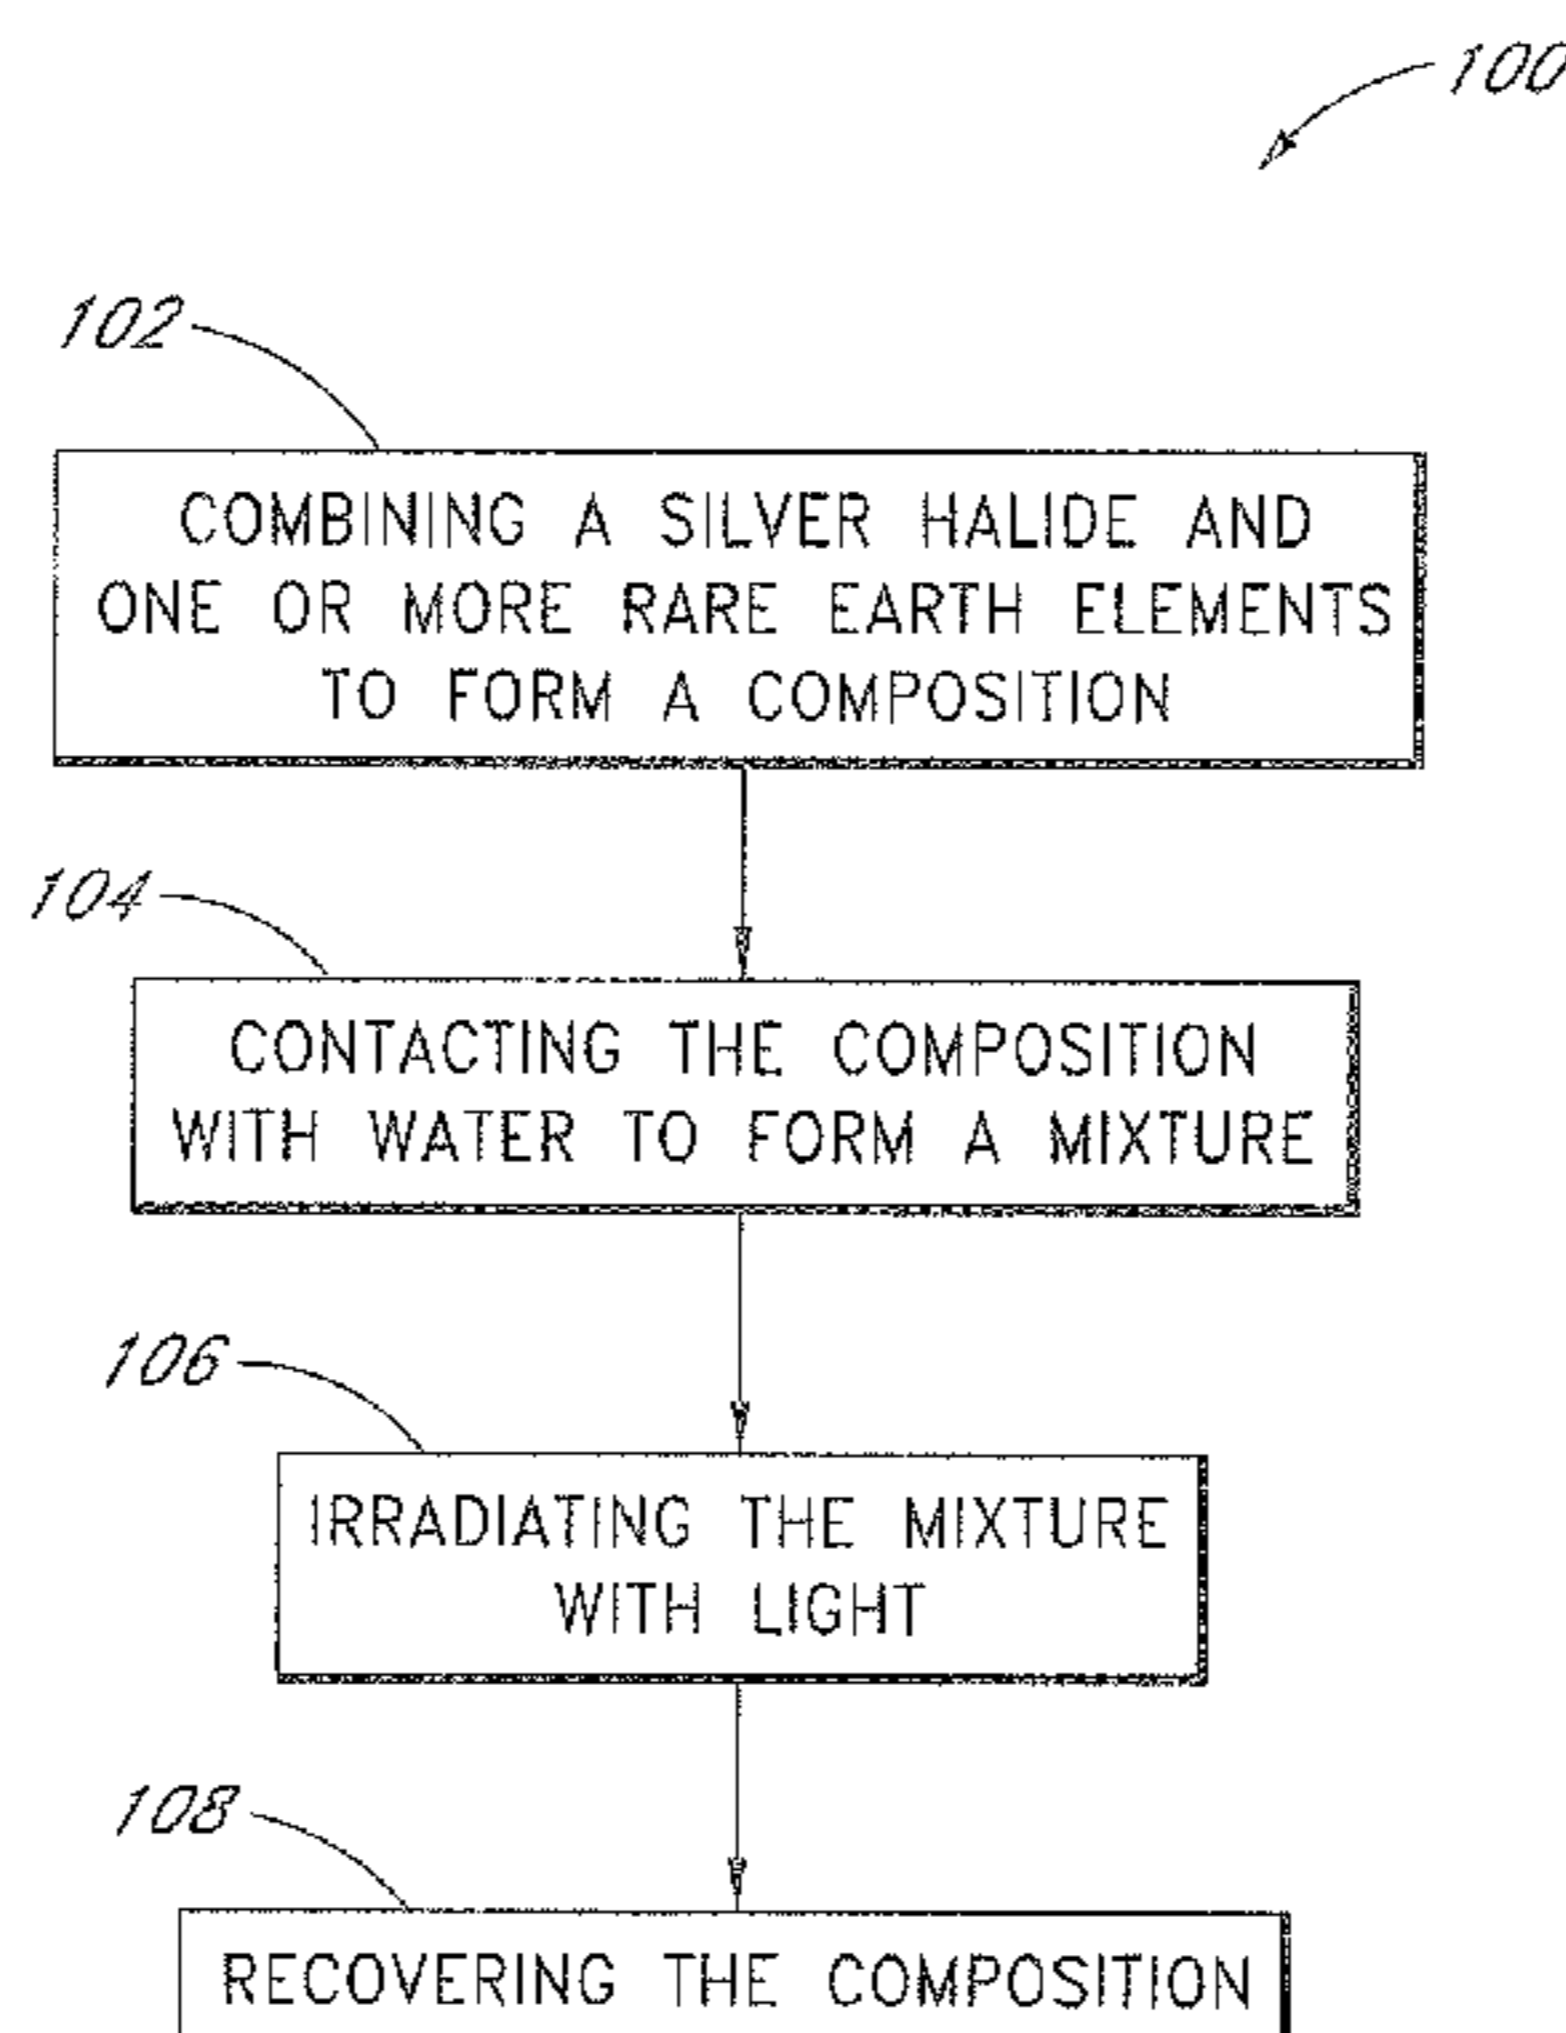 100
102
COMBINING A SILVER HALIDE AND
ONE OR MORE RARE EARTH ELEMENTS
TO FORM A COMPOSITION
104
CONTACTING THE COMPOSITION
WITH WATER TO FORM A MIXTURE
106
IRRADIATING THE MIXTURE
WITH LIGHT
108
RECOVERING THE COMPOSITION